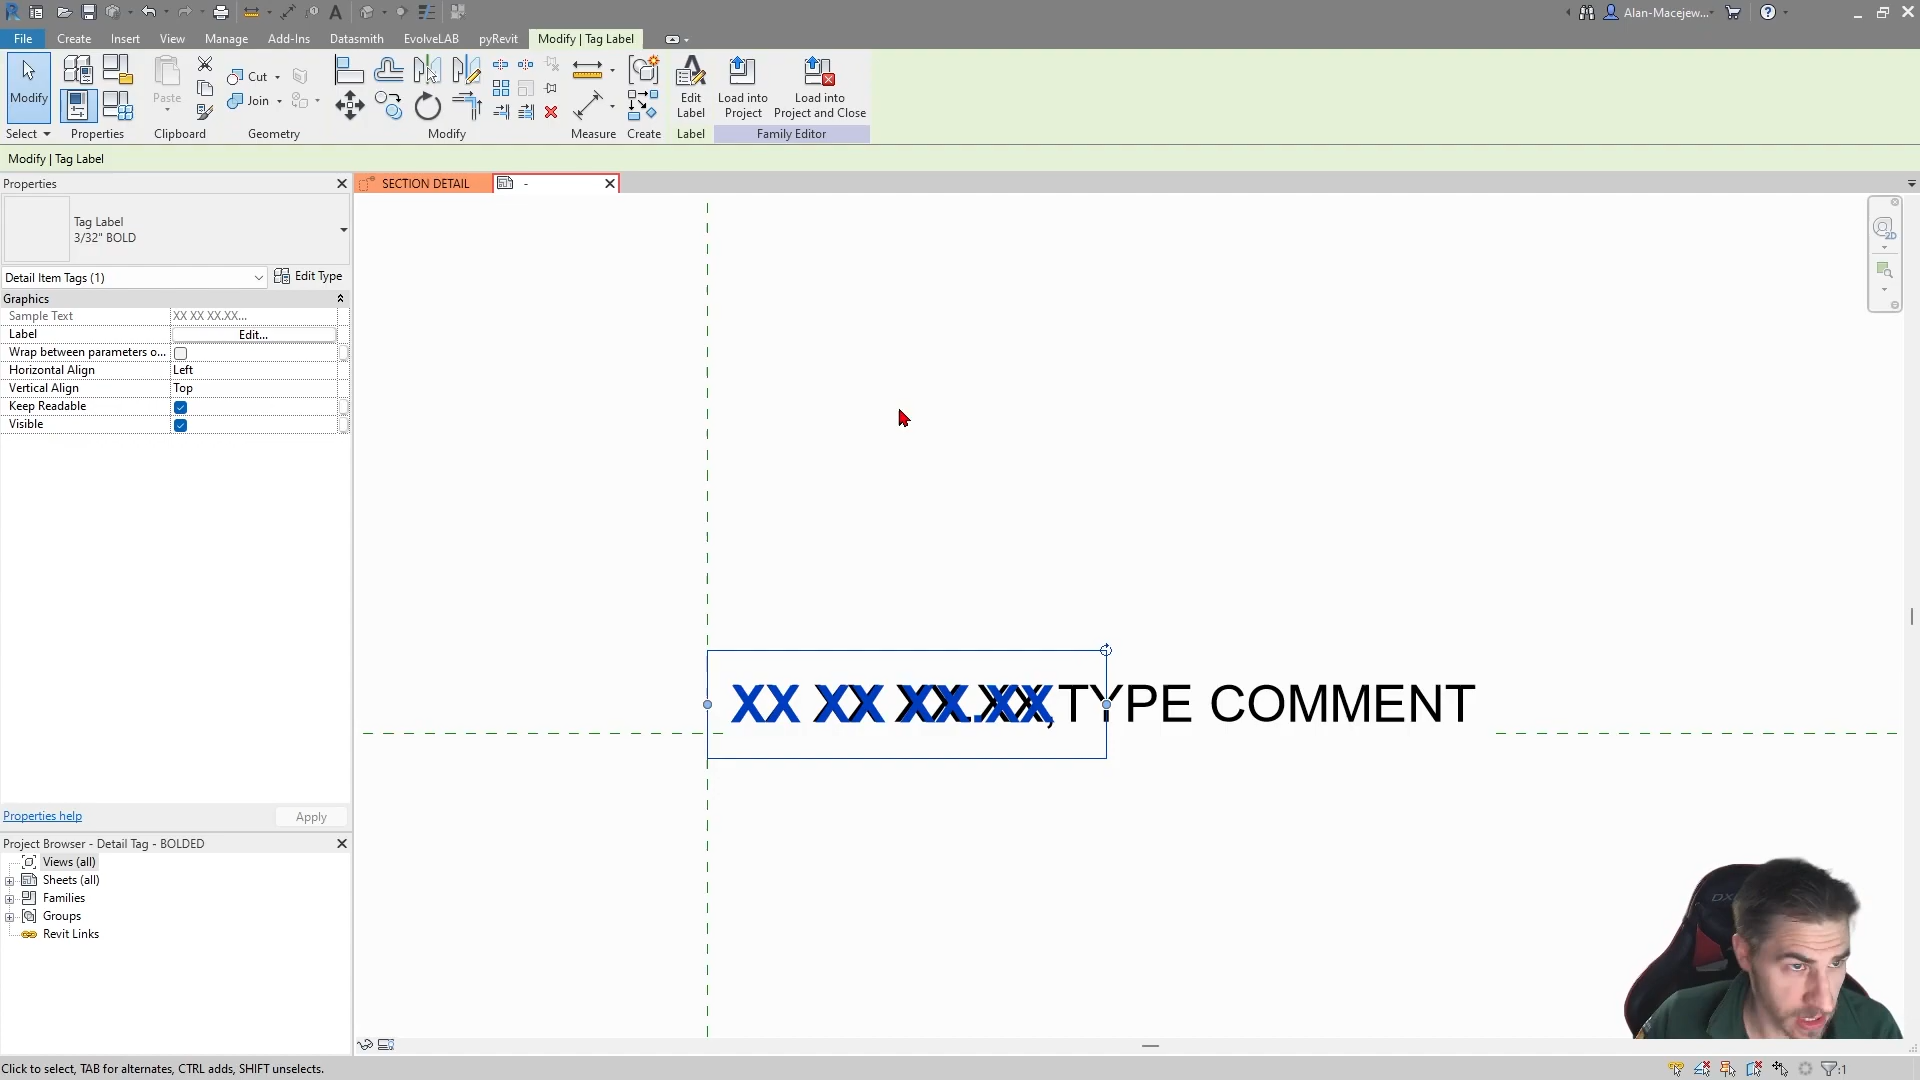 Alan-Macejew...
File Create Insert View Manage Add-Ins Datasmith EvolveLAB pyRevit Modify | Tag Label
Modify Paste Cut Join Edit Label Load into Project Load into Project and Close
Select Properties Clipboard Geometry Modify Measure Create Label Family Editor
Modify | Tag Label
Properties
SECTION DETAIL
-
Tag Label
3/32" BOLD
Detail Item Tags (1)
Edit Type
Graphics
Sample Text XX XX XX.XX...
Label Edit...
Wrap between parameters o...
Horizontal Align Left
Vertical Align Top
Keep Readable
Visible
2D
XX XX XX.XX, TYPE COMMENT
Properties help
Apply
Project Browser - Detail Tag - BOLDED
Views (all)
Sheets (all)
Families
Groups
Revit Links
Click to select, TAB for alternates, CTRL adds, SHIFT unselects.
:1